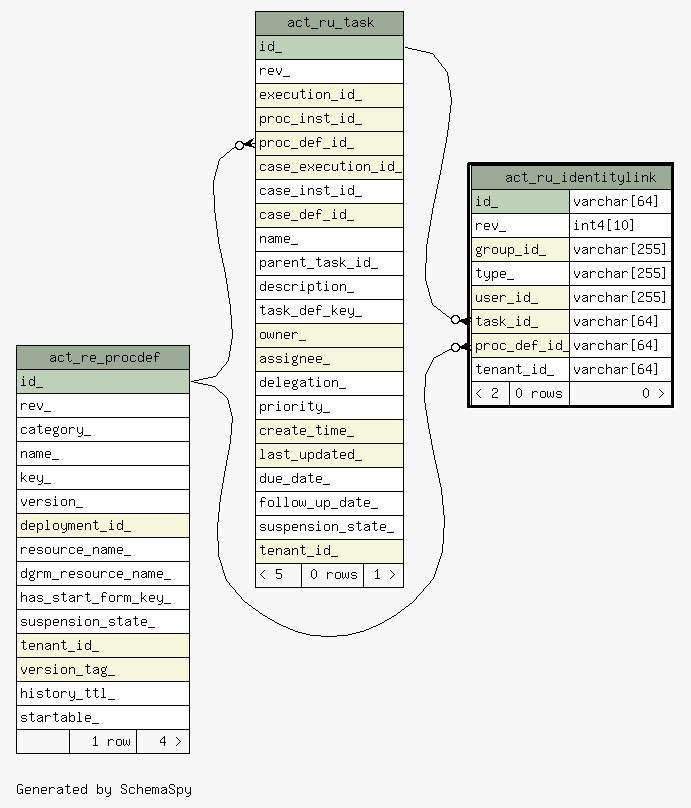 act_ru_task
id_
rev_
execution_id_
proc_inst_id_
proc_def_id_
case_execution_id_
case_inst_id_
case_def_id_
name_
parent_task_id_
description_
task_def_key_
owner_
assignee_
delegation_
priority_
create_time_
last_updated_
due_date_
follow_up_date_
suspension_state_
tenant_id_
< 5 0 rows 1 >
act_ru_identitylink
id_ varchar[64]
rev_ int4[10]
group_id_ varchar[255]
type_ varchar[255]
user_id_ varchar[255]
task_id_ varchar[64]
proc_def_id_ varchar[64]
tenant_id_ varchar[64]
< 2 0 rows 0 >
act_re_procdef
id_
rev_
category_
name_
key_
version_
deployment_id_
resource_name_
dgrm_resource_name_
has_start_form_key_
suspension_state_
tenant_id_
version_tag_
history_ttl_
startable_
1 row 4 >
Generated by SchemaSpy